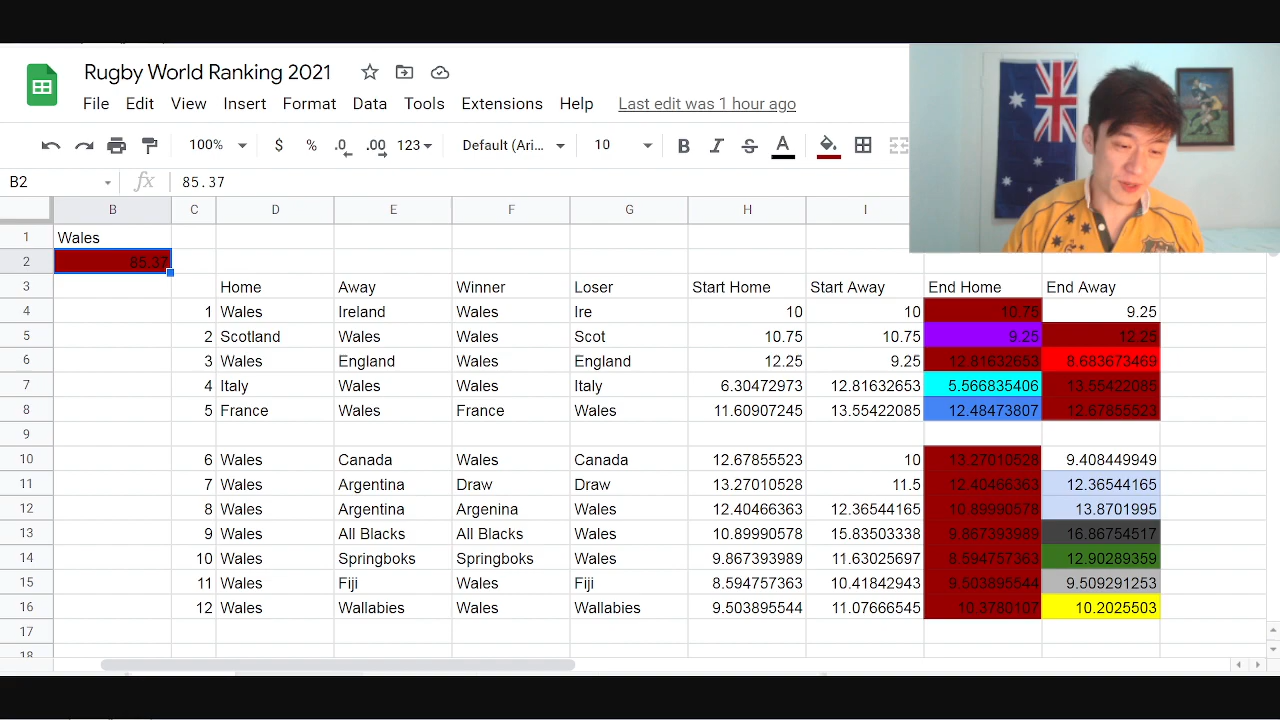 Rugby World Ranking 2021
File Edit View Insert Format Data Tools Extensions Help Last edit was 1 hour ago
100% $ % .0 .00 123 Default (Ari... 10 B I S A
B2 fx 85.37
B C D E F G H I
1 Wales
2 85.37
3 Home Away Winner Loser Start Home Start Away End Home End Away
4 1 Wales Ireland Wales Ire 10 10 10.75 9.25
5 2 Scotland Wales Wales Scot 10.75 10.75 9.25 12.25
6 3 Wales England Wales England 12.25 9.25 12.81632653 8.683673469
7 4 Italy Wales Wales Italy 6.30472973 12.81632653 5.566835406 13.55422085
8 5 France Wales France Wales 11.60907245 13.55422085 12.48473807 12.67855523
9
10 6 Wales Canada Wales Canada 12.67855523 10 13.27010528 9.408449949
11 7 Wales Argentina Draw Draw 13.27010528 11.5 12.40466363 12.36544165
12 8 Wales Argentina Argenina Wales 12.40466363 12.36544165 10.89990578 13.8701995
13 9 Wales All Blacks All Blacks Wales 10.89990578 15.83503338 9.867393989 16.86754517
14 10 Wales Springboks Springboks Wales 9.867393989 11.63025697 8.594757363 12.90289359
15 11 Wales Fiji Wales Fiji 8.594757363 10.41842943 9.503895544 9.509291253
16 12 Wales Wallabies Wales Wallabies 9.503895544 11.07666545 10.3780107 10.2025503
17
18